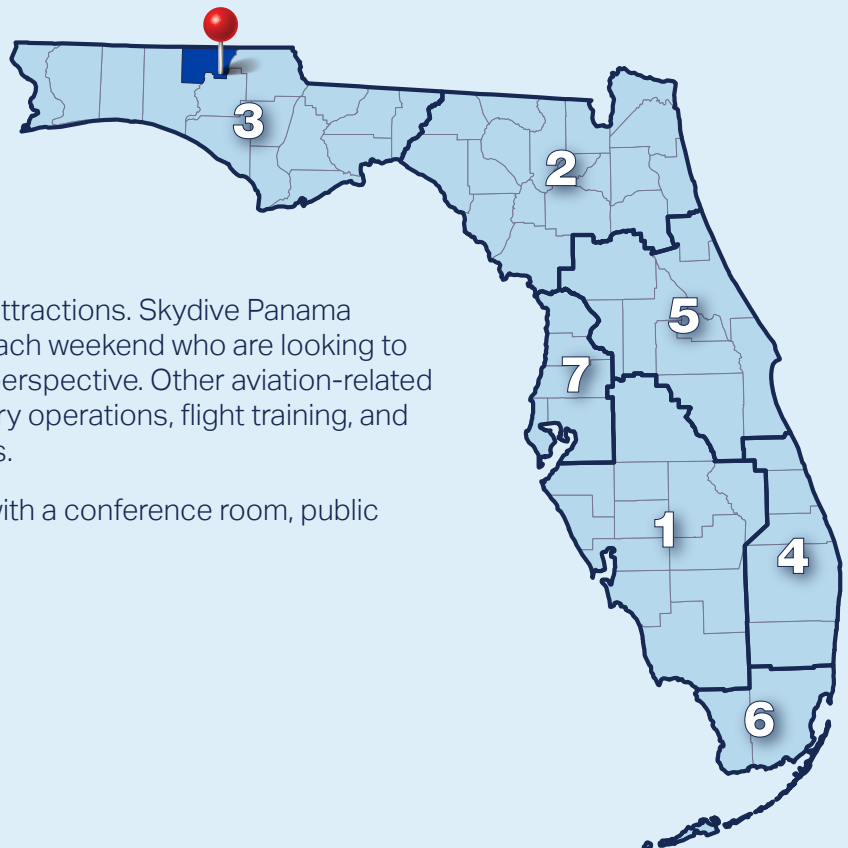 3
2
ttractions. Skydive Panama
ach weekend who are looking to
erspective. Other aviation-related
ry operations, flight training, and
s.
with a conference room, public
5
7
1
4
6